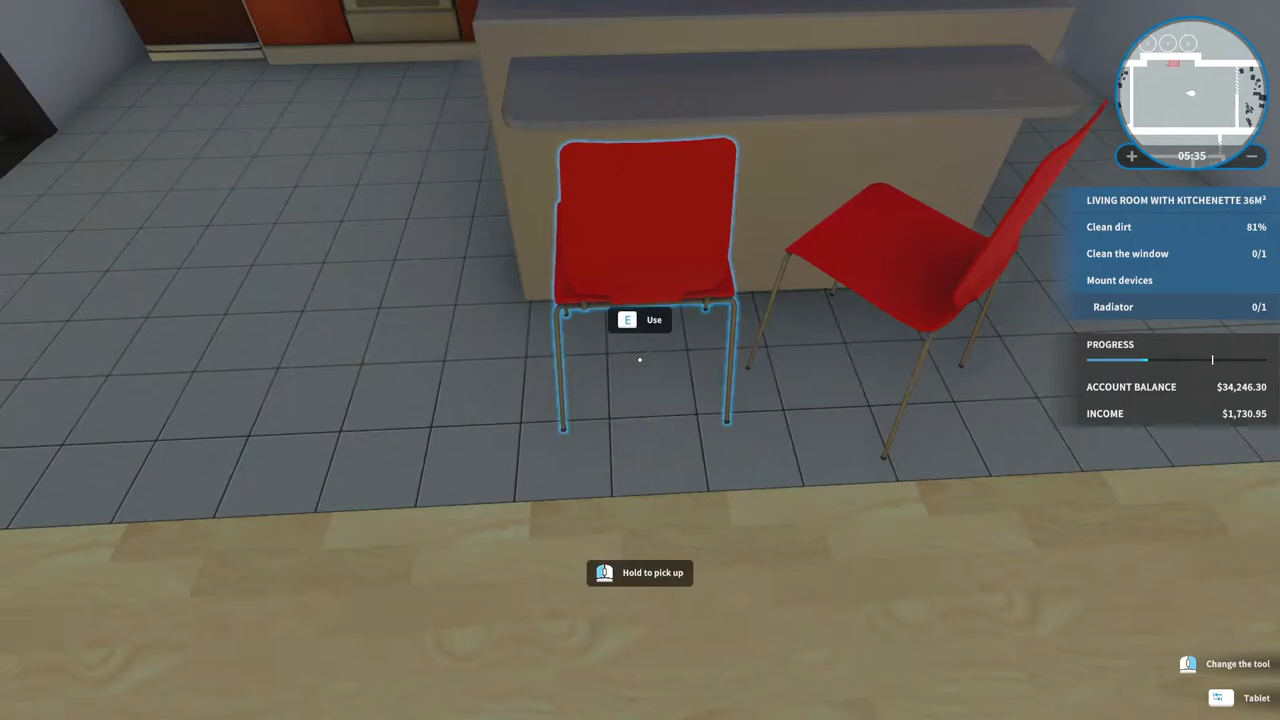 05:35
LIVING ROOM WITH KITCHENETTE 36M²
Clean dirt 81%
Clean the window 0/1
Mount devices
Radiator 0/1
PROGRESS
ACCOUNT BALANCE $34,246.30
INCOME $1,730.95
E Use
Hold to pick up
Change the tool
Tablet